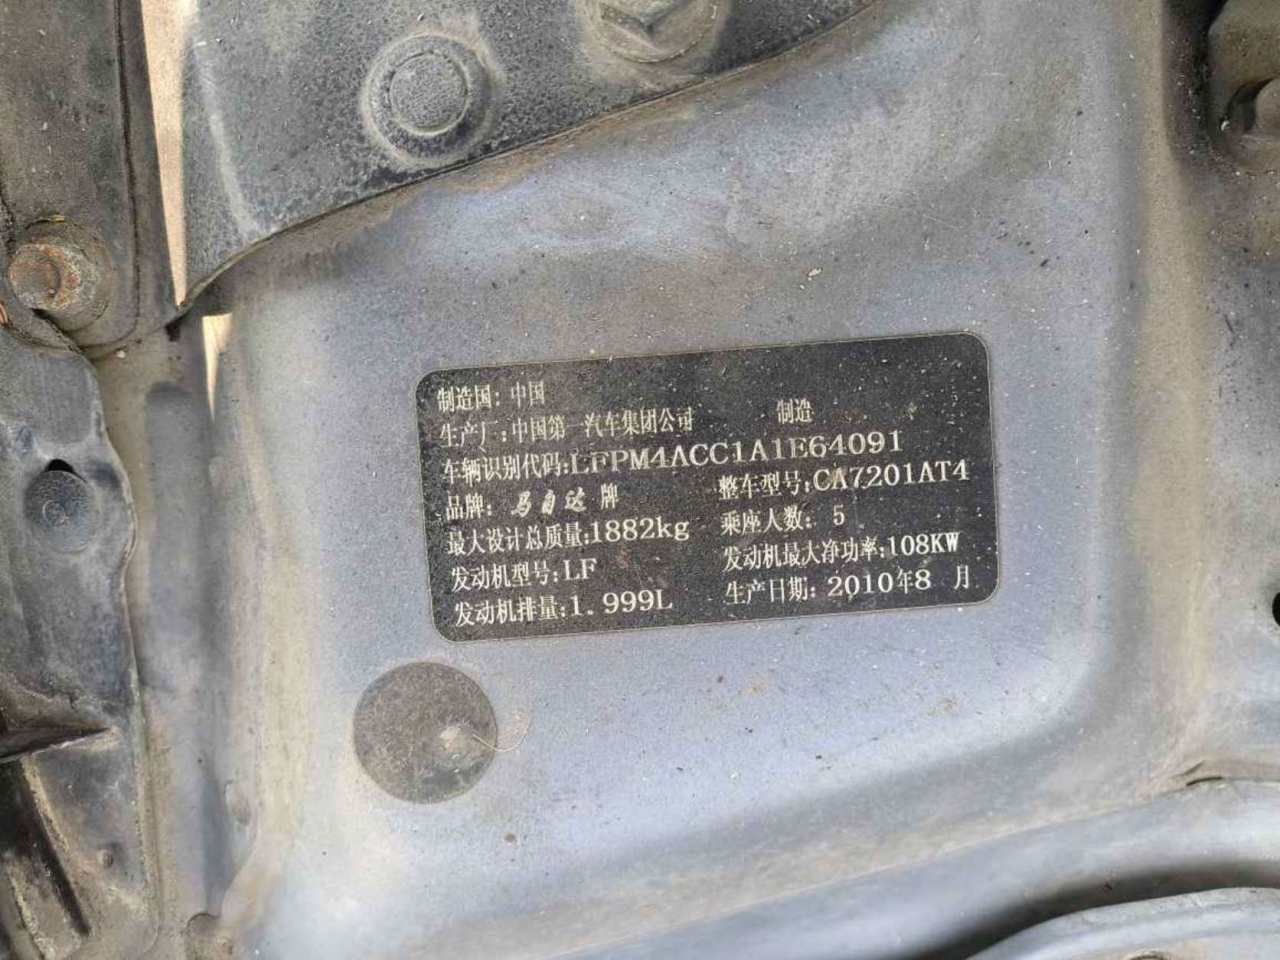 制造国：中国
生产厂：中国第一汽车集团公司 制造
车辆识别代码：LFPM4ACC1A1E64091
品牌：马自达 牌 整车型号：CA7201AT4
最大设计总质量：1882kg 乘座人数：5
发动机型号：LF 发动机最大净功率：108KW
发动机排量：1.999L 生产日期：2010年8 月